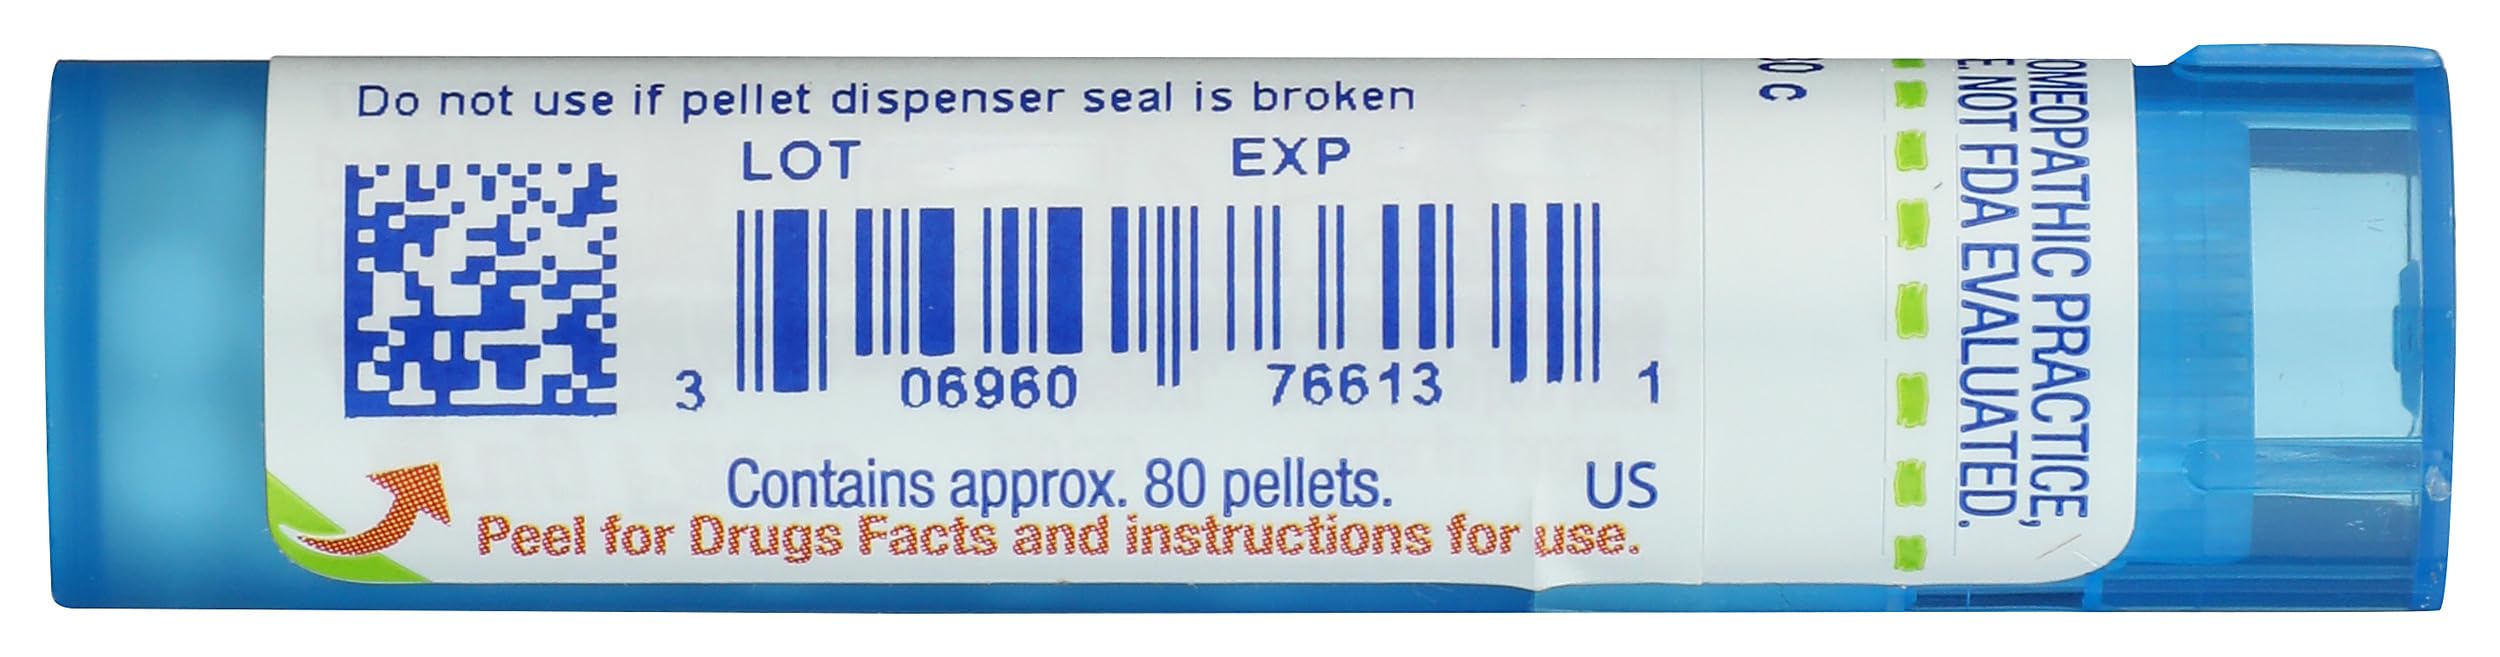 Do not use if pellet dispenser seal is broken
LOT EXP
3 06960 76613 1
Contains approx. 80 pellets. US
Peel for Drugs Facts and instructions for use.
C
PRACTICE,
NOT FDA EVALUATED.